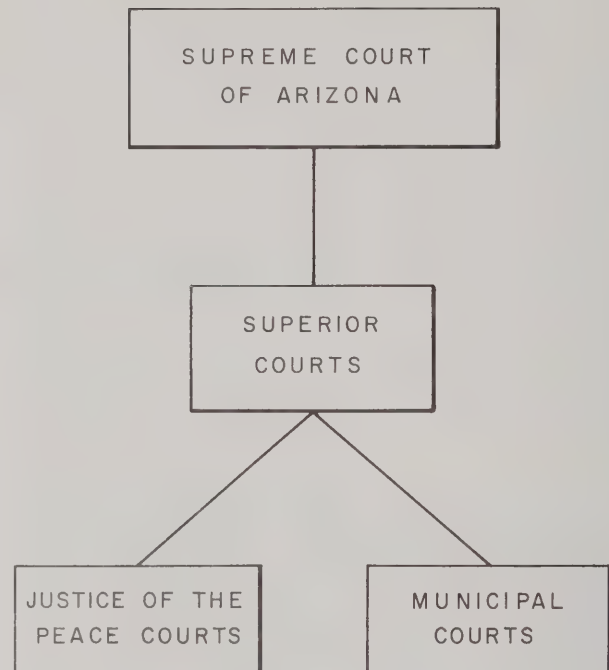 SUPREME COURT
OF ARIZONA
SUPERIOR
COURTS
JUSTICE OF THE
PEACE COURTS
MUNICIPAL
COURTS